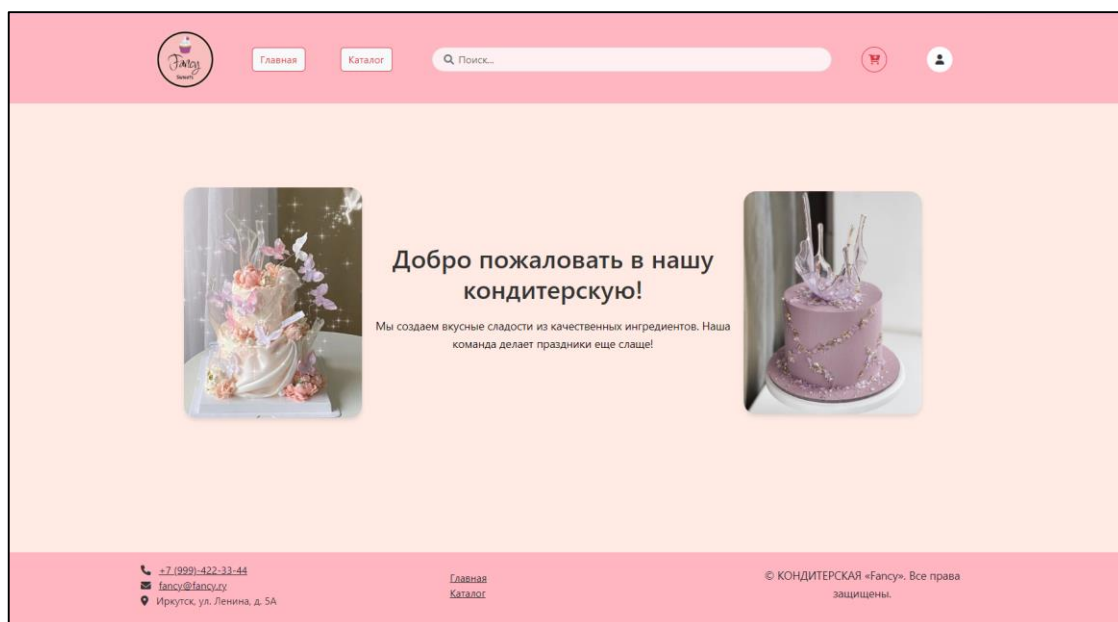 Fancy
Sweets
Главная
Каталог
Поиск...
Добро пожаловать в нашу
кондитерскую!
Мы создаем вкусные сладости из качественных ингредиентов. Наша
команда делает праздники еще слаще!
+7 (999)-422-33-44
fancy@fancy.ry
Иркутск, ул. Ленина, д. 5А
Главная
Каталог
© КОНДИТЕРСКАЯ «Fancy». Все права
защищены.